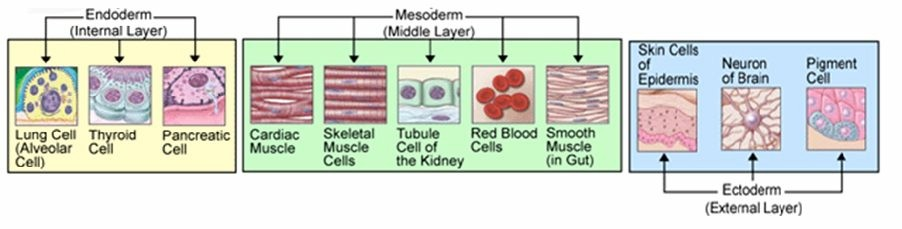 Endoderm
(Internal Layer)
Lung Cell
(Alveolar
Cell)
Thyroid
Cell
Pancreatic
Cell
Mesoderm
(Middle Layer)
Cardiac
Muscle
Skeletal
Muscle
Cells
Tubule
Cell of
the Kidney
Red Blood
Cells
Smooth
Muscle
(in Gut)
Skin Cells
of
Epidermis
Neuron
of Brain
Pigment
Cell
Ectoderm
(External Layer)